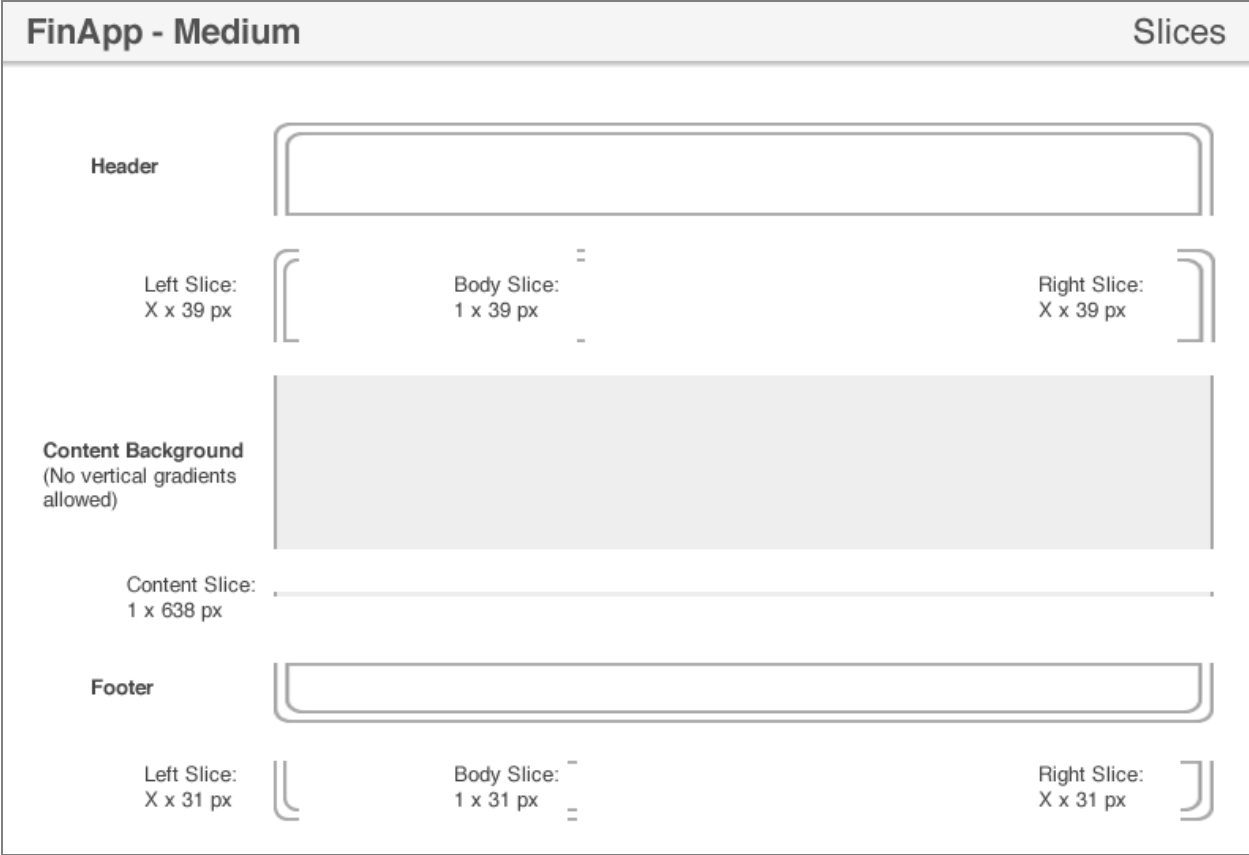 FinApp - Medium
Slices
Header
Left Slice:
X x 39 px
Body Slice:
1 x 39 px
Right Slice:
X x 39 px
Content Background
(No vertical gradients
allowed)
Content Slice:
1 x 638 px
Footer
Left Slice:
X x 31 px
Body Slice:
1 x 31 px
Right Slice:
X x 31 px